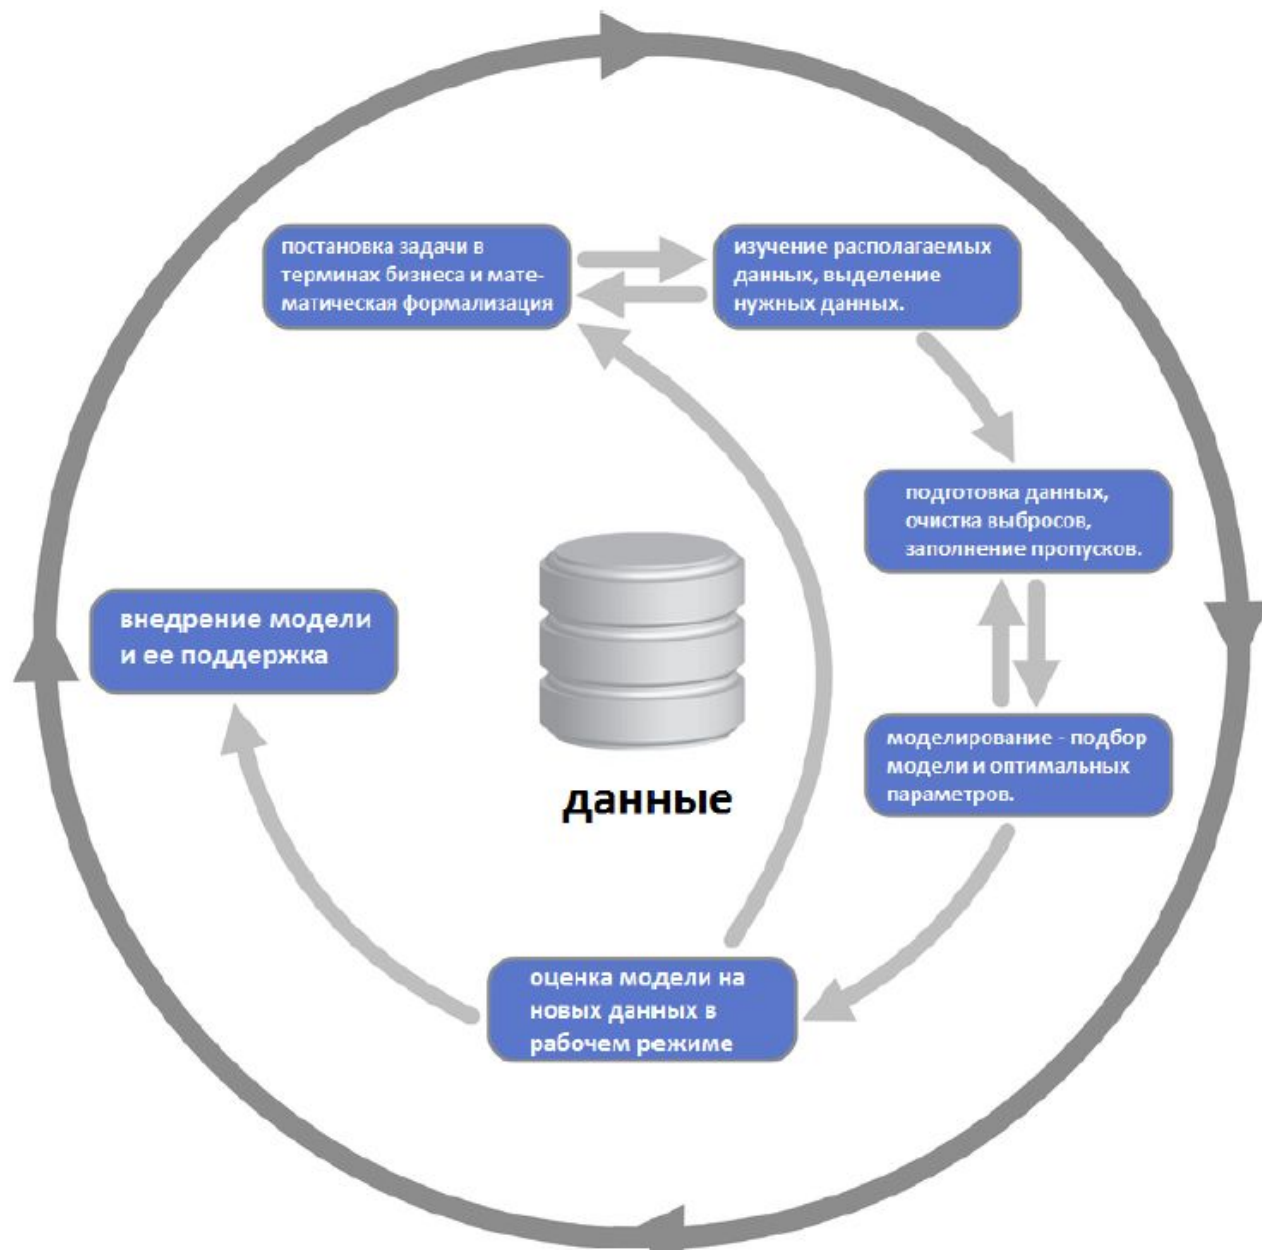 постановка задачи в
терминах бизнеса и мате-
матическая формализация
изучение располагаемых
данных, выделение
нужных данных.
подготовка данных,
очистка выбросов,
заполнение пропусков.
моделирование - подбор
модели и оптимальных
параметров.
оценка модели на
новых данных в
рабочем режиме
внедрение модели
и ее поддержка
данные